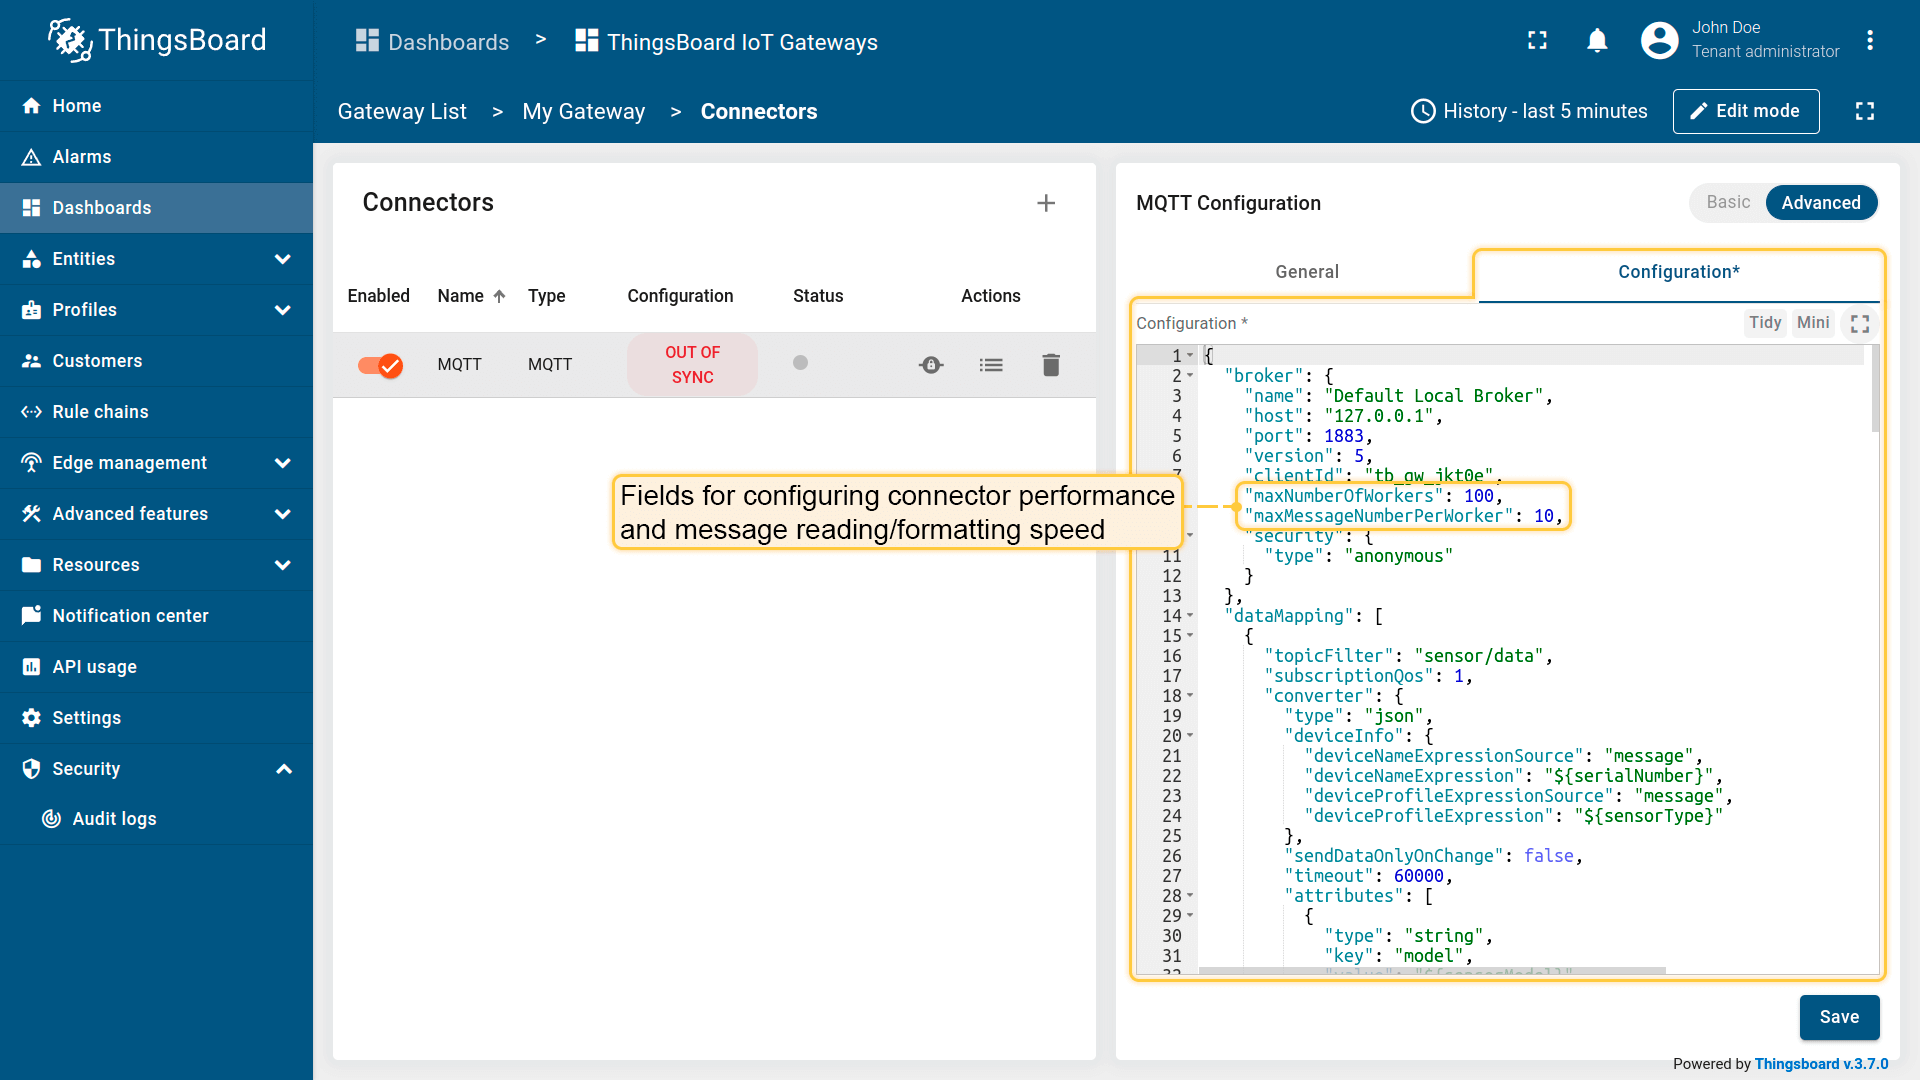 ThingsBoard
Dashboards > ThingsBoard IoT Gateways
John Doe
Tenant administrator
Gateway List > My Gateway > Connectors
History - last 5 minutes
Edit mode
Home
Alarms
Dashboards
Entities
Profiles
Customers
Rule chains
Edge management
Advanced features
Resources
Notification center
API usage
Settings
Security
Audit logs
Connectors
Enabled Name Type Configuration Status Actions
MQTT MQTT OUT OF
SYNC
Fields for configuring connector performance
and message reading/formatting speed
MQTT Configuration
Basic Advanced
General Configuration*
Configuration *
Tidy Mini
1 {
2 "broker": {
3 "name": "Default Local Broker",
4 "host": "127.0.0.1",
5 "port": 1883,
6 "version": 5,
7 "clientId": "tb_gw_jkt0e",
"maxNumberOfWorkers": 100,
"maxMessageNumberPerWorker": 10,
"security": {
11 "type": "anonymous"
12 }
13 },
14 "dataMapping": [
15 {
16 "topicFilter": "sensor/data",
17 "subscriptionQos": 1,
18 "converter": {
19 "type": "json",
20 "deviceInfo": {
21 "deviceNameExpressionSource": "message",
22 "deviceNameExpression": "${serialNumber}",
23 "deviceProfileExpressionSource": "message",
24 "deviceProfileExpression": "${sensorType}"
25 },
26 "sendDataOnlyOnChange": false,
27 "timeout": 60000,
28 "attributes": [
29 {
30 "type": "string",
31 "key": "model",
32 "value": "${sensorModel}"
Save
Powered by Thingsboard v.3.7.0